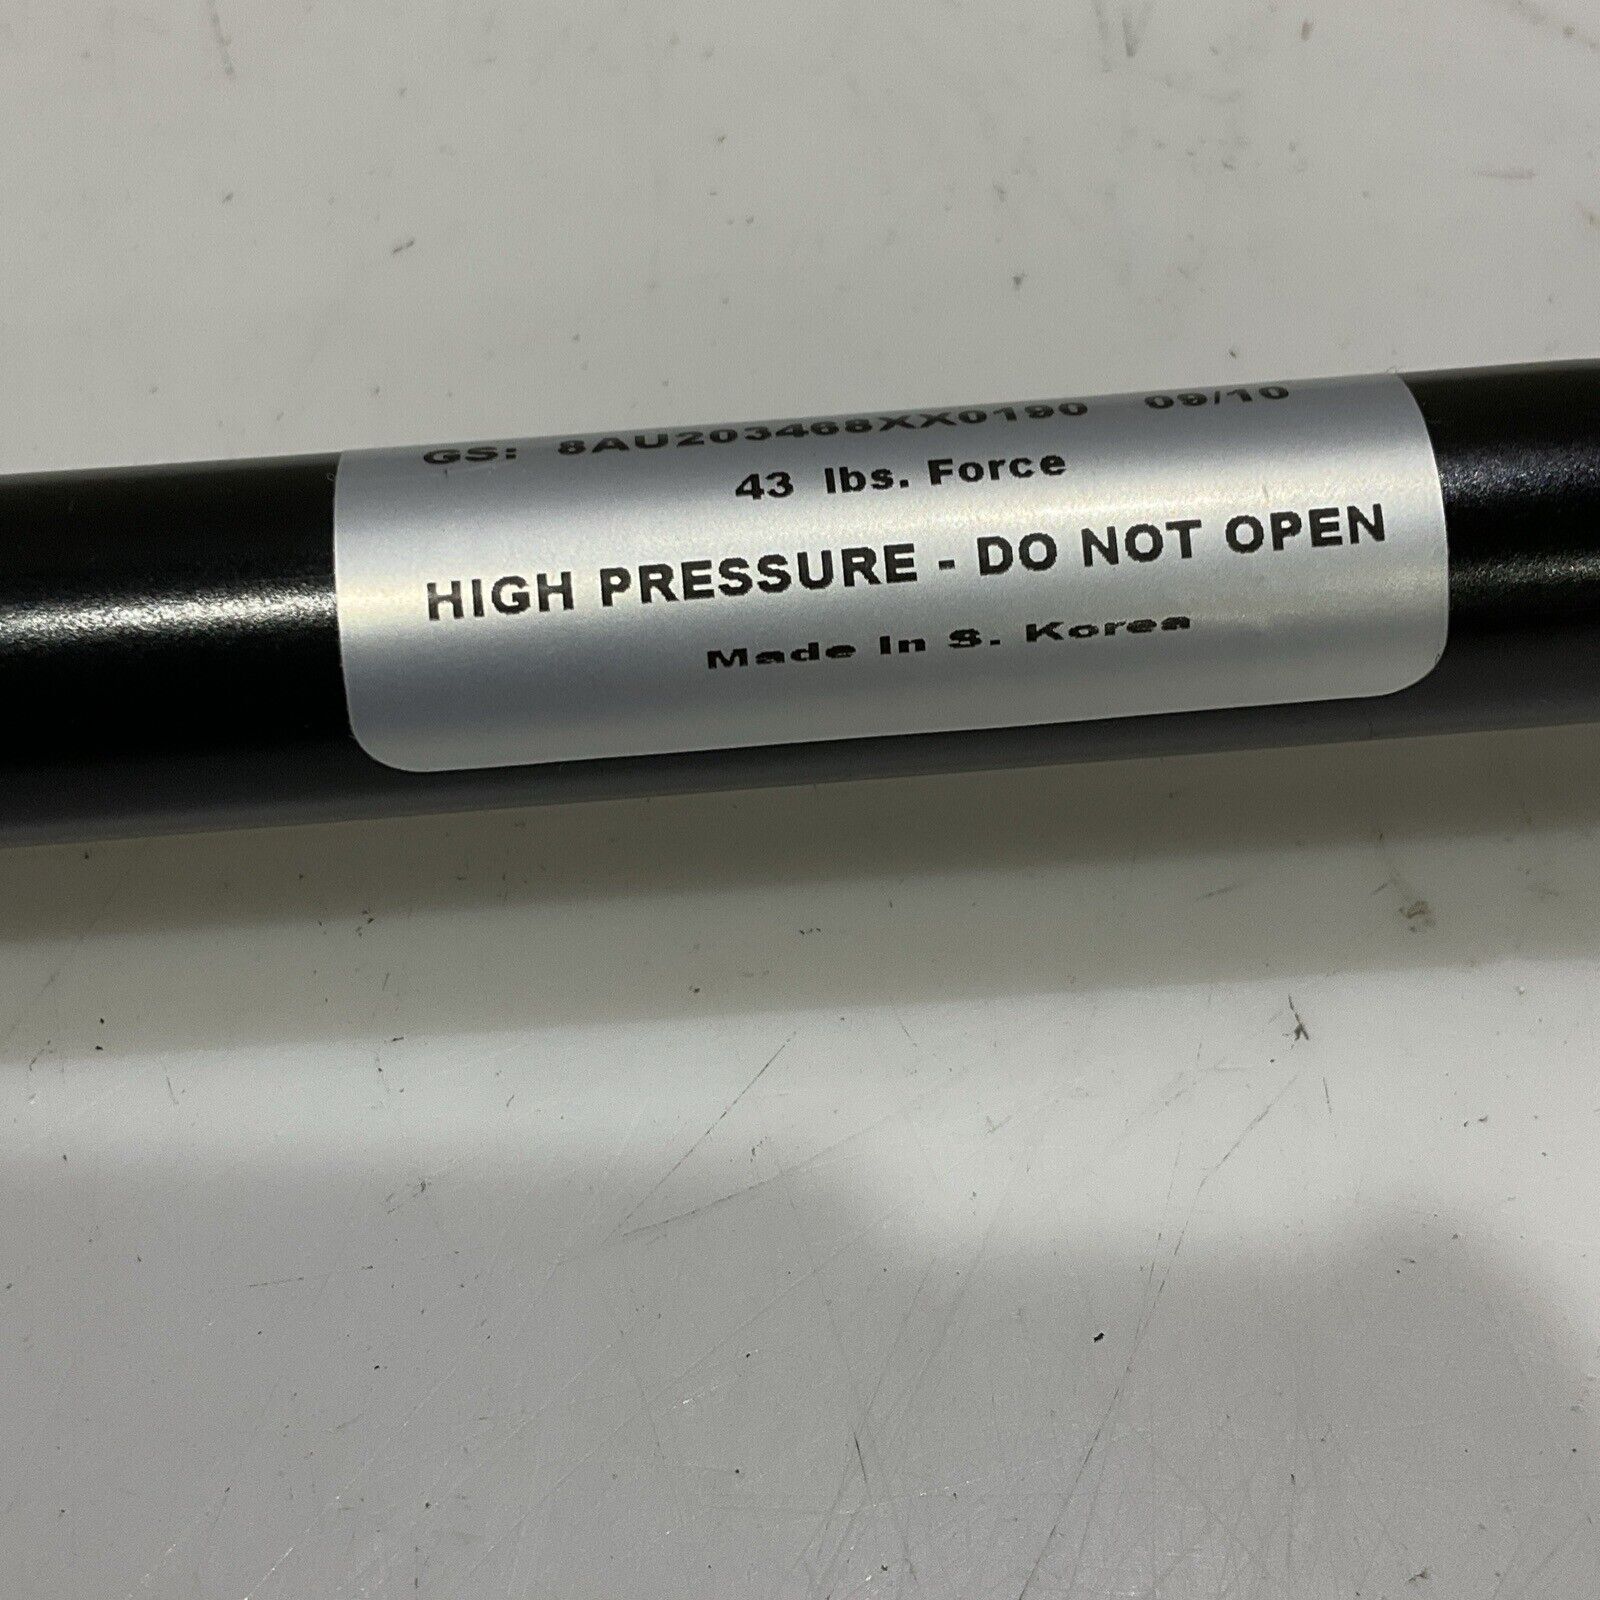 GS: 8AU203468XX0190 09/10
43 lbs. Force
HIGH PRESSURE - DO NOT OPEN
Made In S. Korea